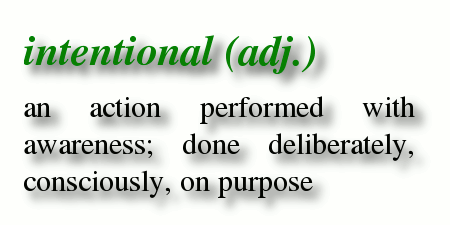 intentional (adj.)
an action performed with
awareness; done deliberately,
consciously, on purpose